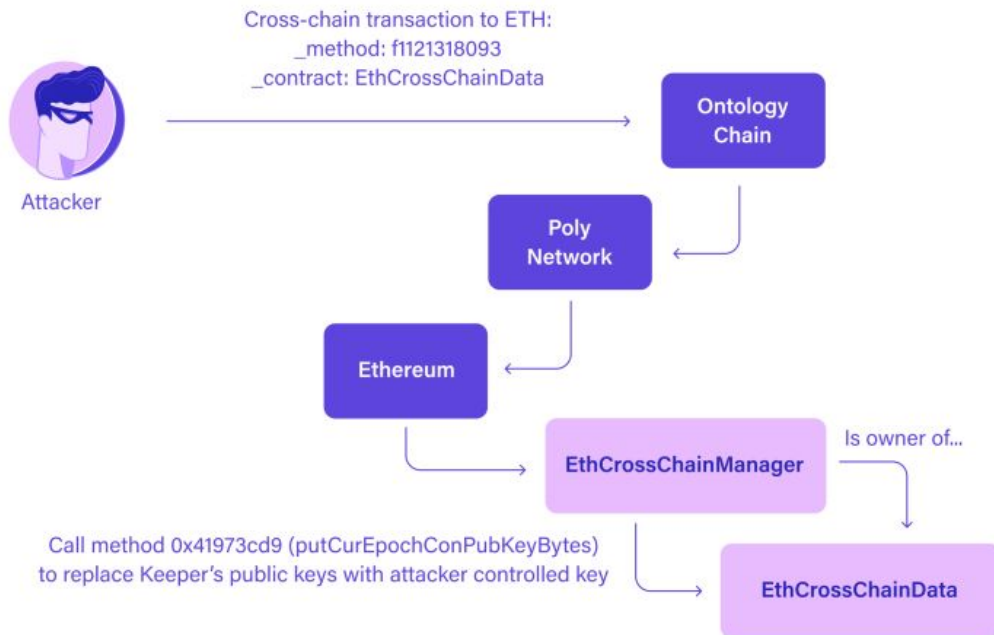 Cross-chain transaction to ETH:
_method: f1121318093
_contract: EthCrossChainData
Attacker
Ontology
Chain
Poly
Network
Ethereum
EthCrossChainManager
Is owner of...
Call method 0x41973cd9 (putCurEpochConPubKeyBytes)
to replace Keeper's public keys with attacker controlled key
EthCrossChainData